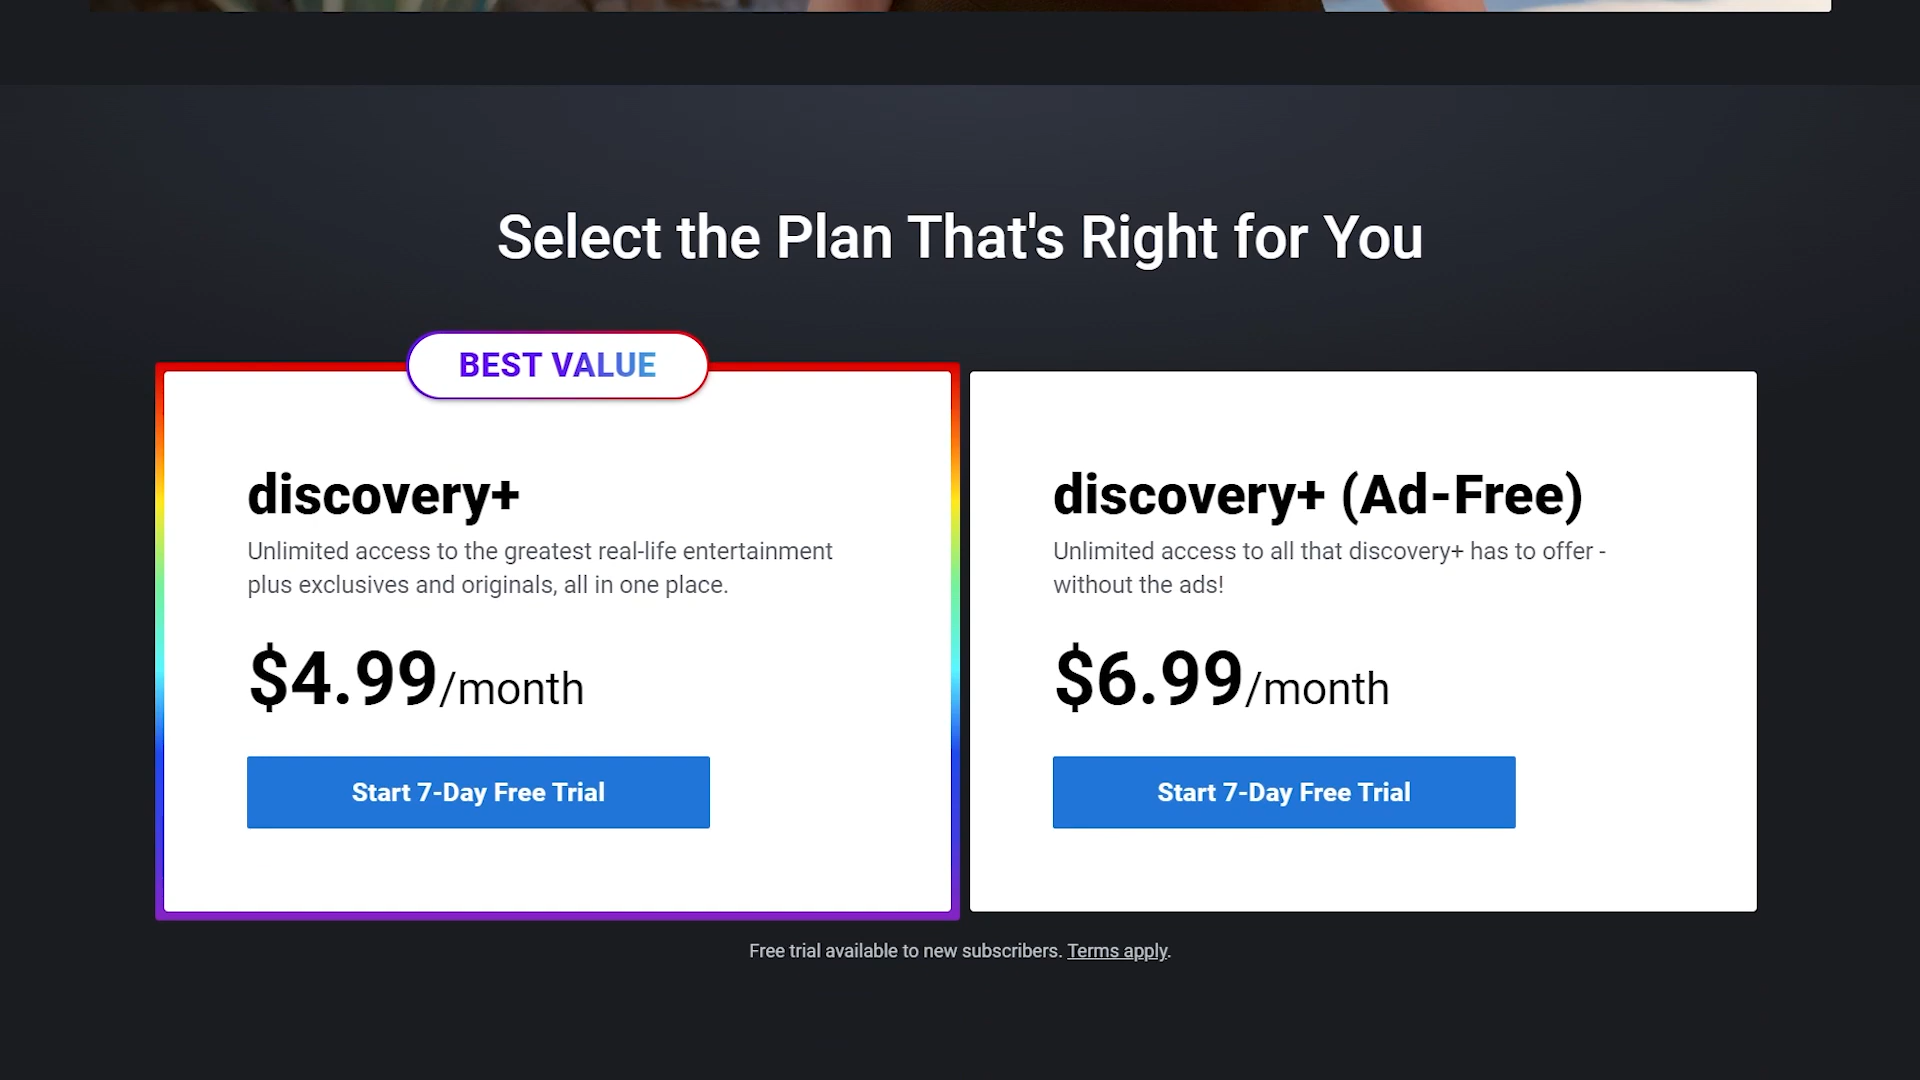 Select the Plan That's Right for You
BEST VALUE
discovery+
Unlimited access to the greatest real-life entertainment
plus exclusives and originals, all in one place.
$4.99/month
Start 7-Day Free Trial
discovery+ (Ad-Free)
Unlimited access to all that discovery+ has to offer -
without the ads!
$6.99/month
Start 7-Day Free Trial
Free trial available to new subscribers. Terms apply.